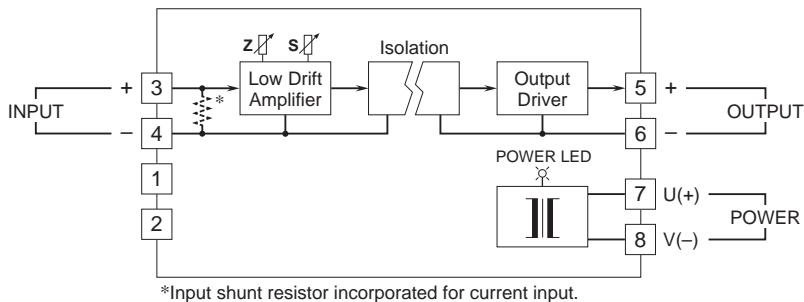 Z S
Isolation
INPUT
+ 3
*
Low Drift
Amplifier
Output
Driver
5 +
OUTPUT
– 4
6 –
1
2
POWER LED
7 U(+)
POWER
8 V(–)
*Input shunt resistor incorporated for current input.